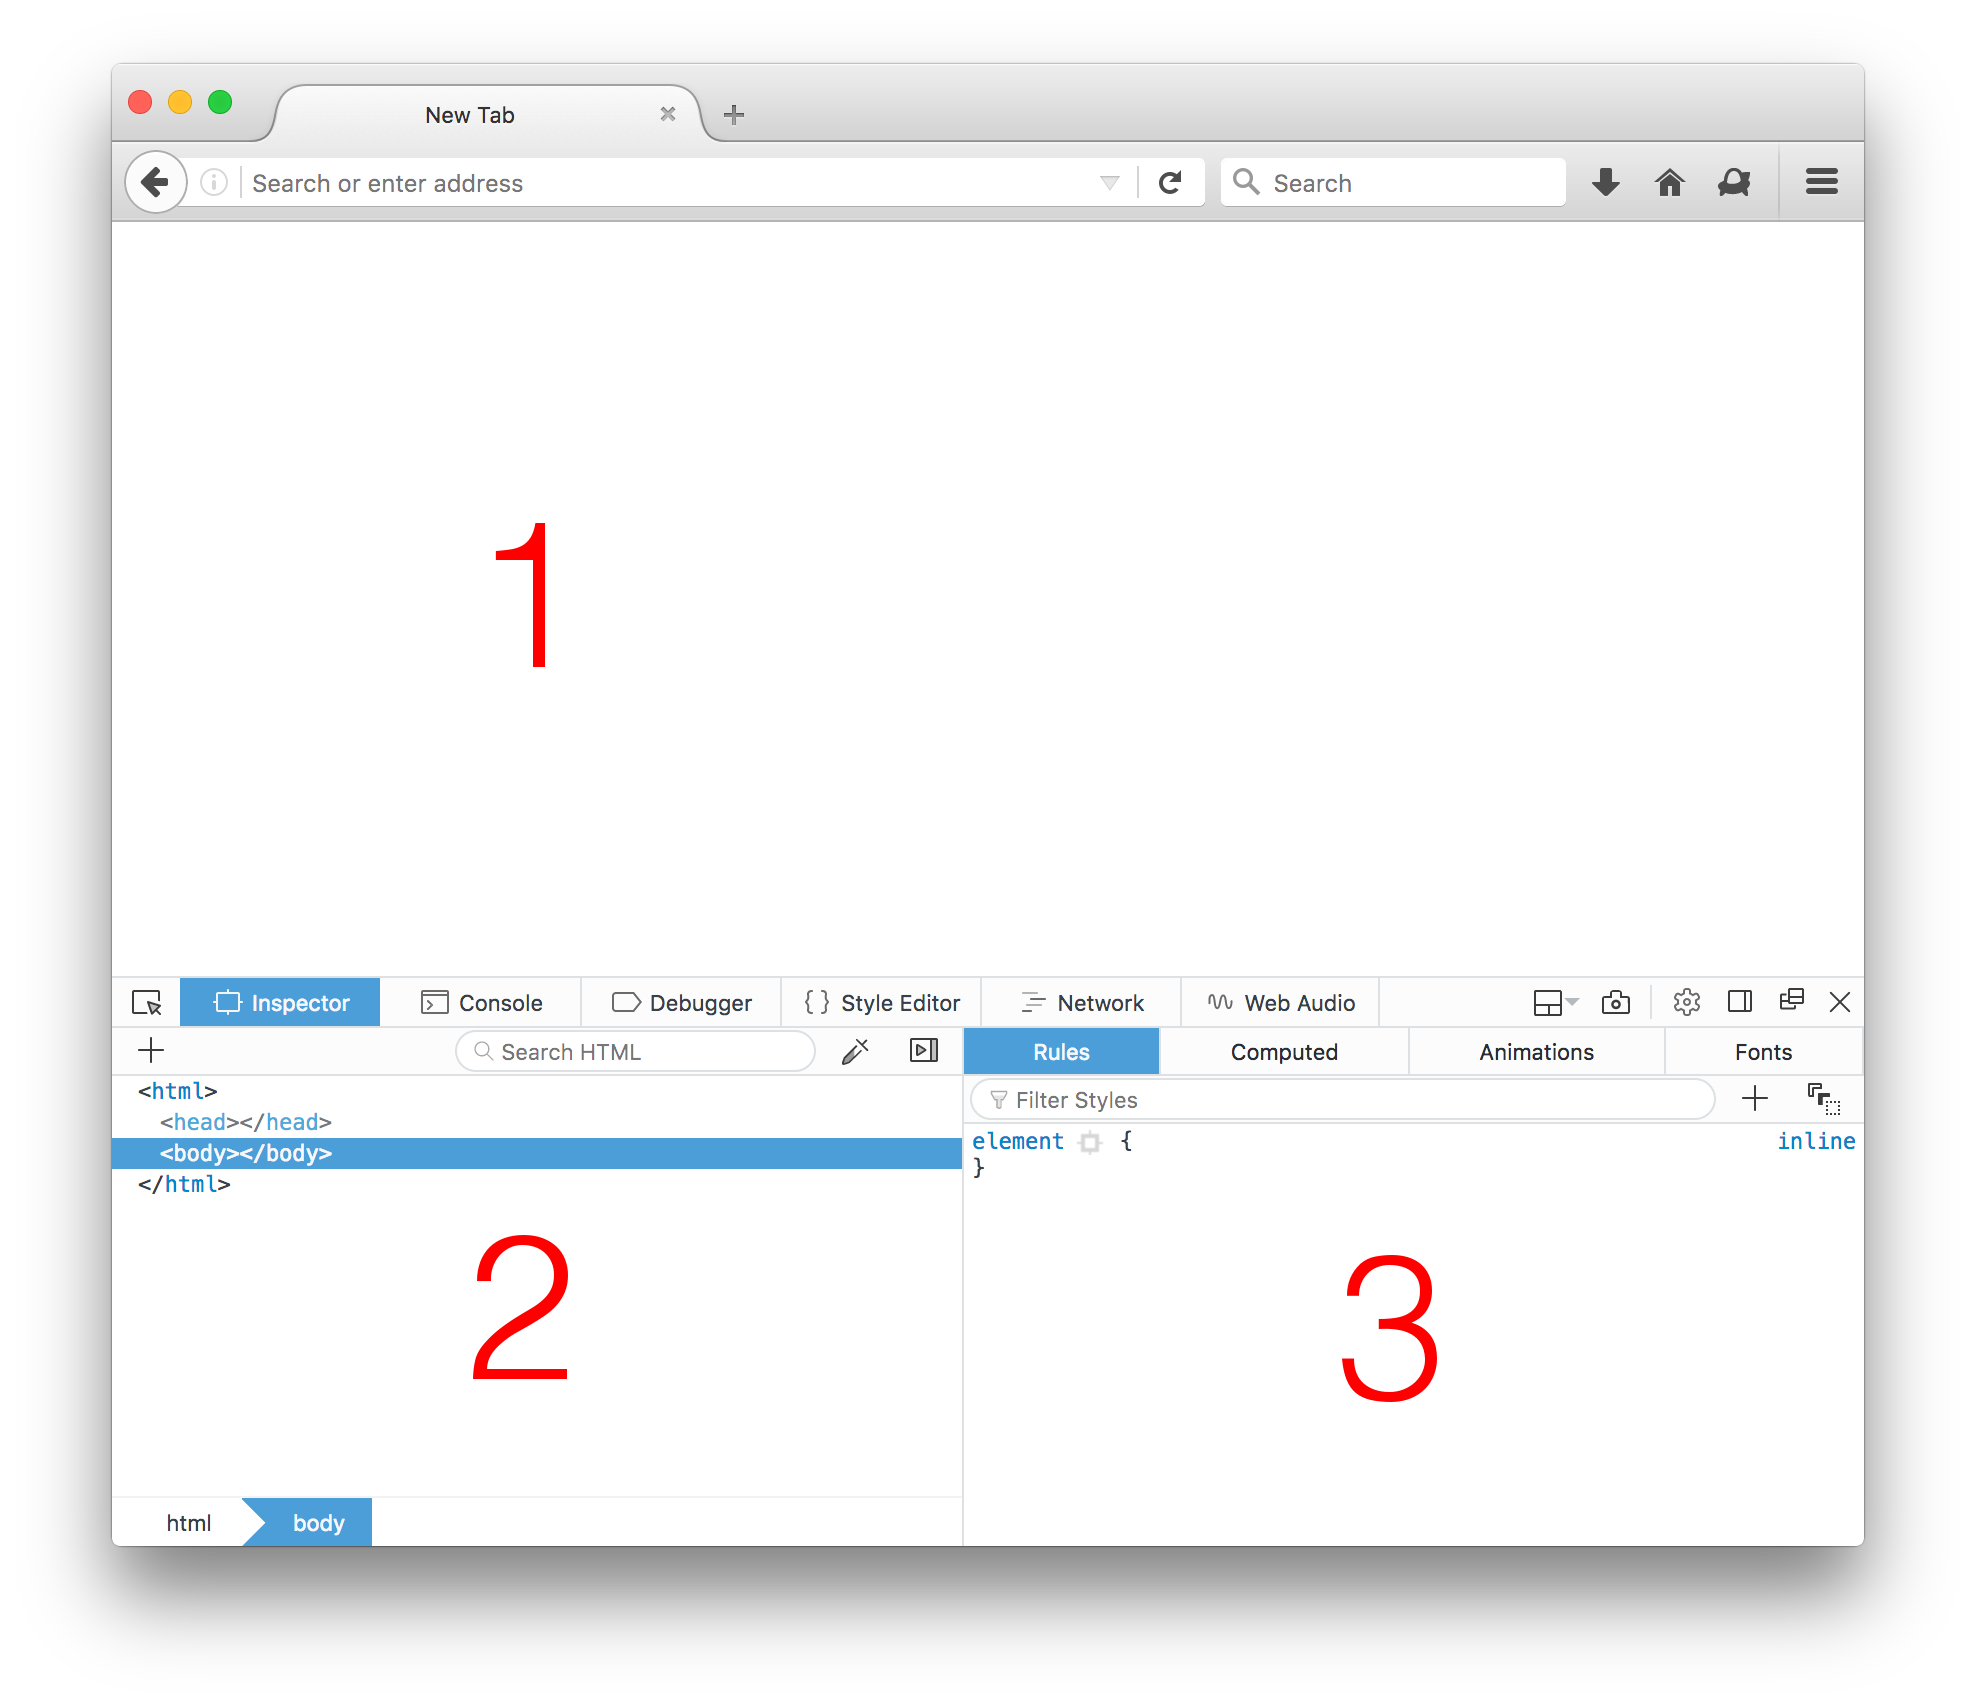 New Tab
Search or enter address
Search
1
Inspector
Console
Debugger
{ } Style Editor
Network
Web Audio
Search HTML
Rules
Computed
Animations
Fonts
<html>
<head></head>
<body></body>
</html>
Filter Styles
element { inline
}
2
3
html
body